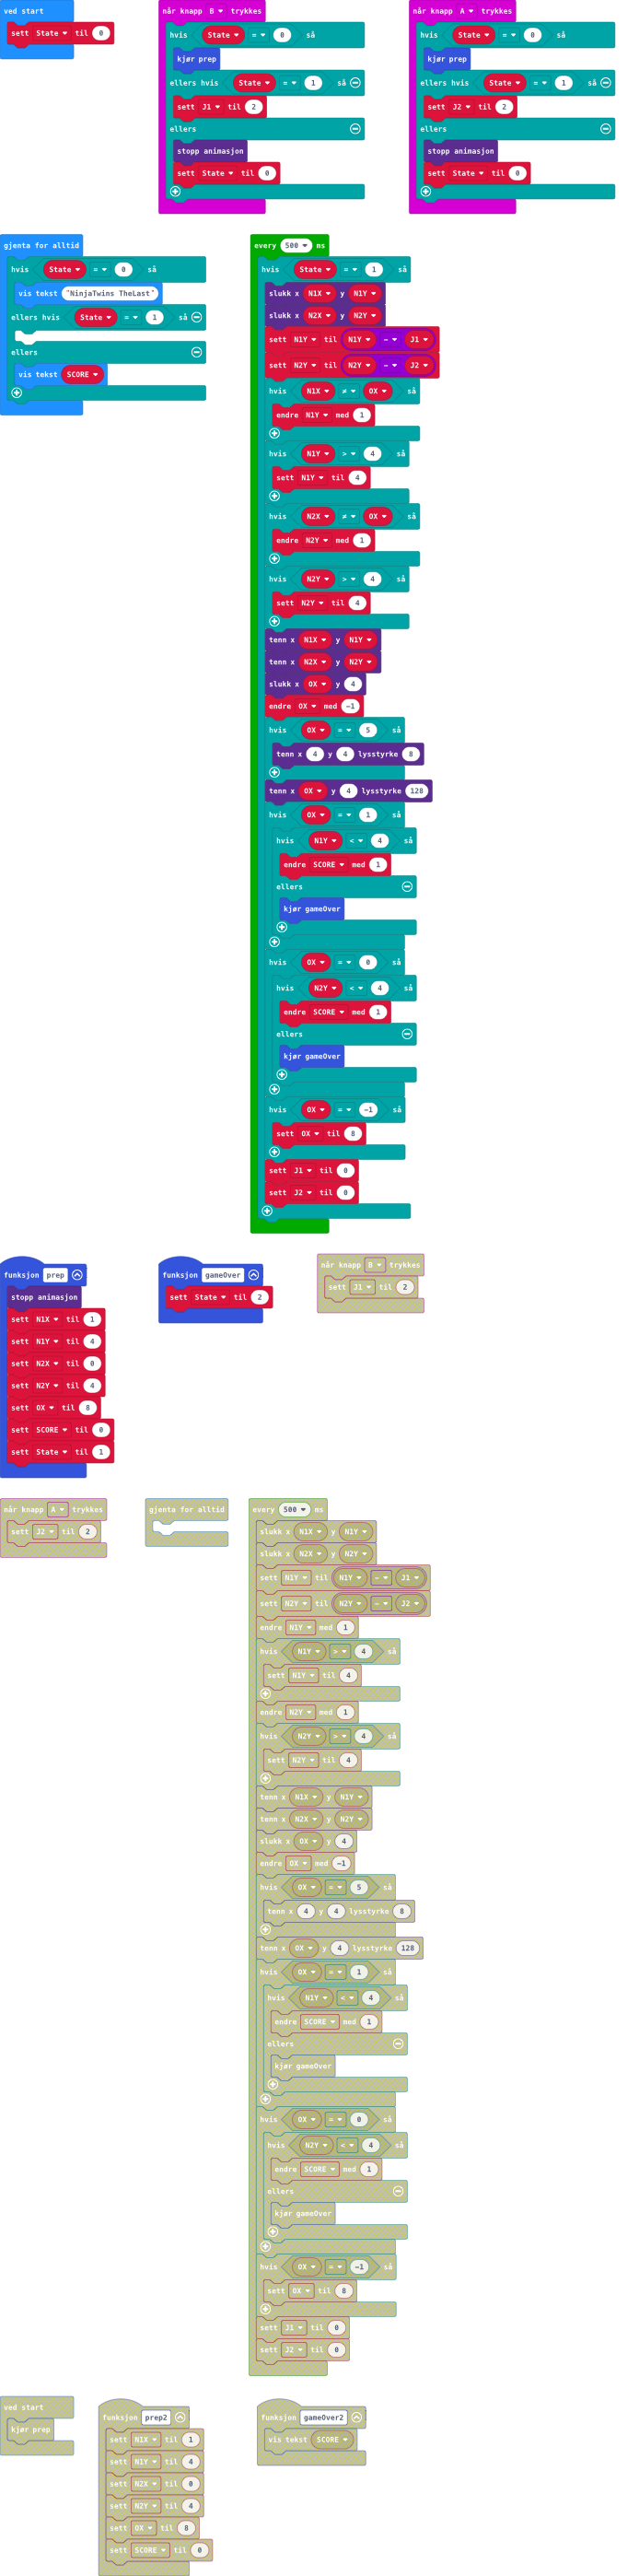 ved start
sett State til 0
når knapp B trykkes
hvis State = 0 så
kjør prep
ellers hvis State = 1 så
sett J1 til 2
ellers
stopp animasjon
sett State til 0
når knapp A trykkes
hvis State = 0 så
kjør prep
ellers hvis State = 1 så
sett J2 til 2
ellers
stopp animasjon
sett State til 0
gjenta for alltid
hvis State = 0 så
vis tekst "NinjaTwins TheLast"
ellers hvis State = 1 så
ellers
vis tekst SCORE
every 500 ms
hvis State = 1 så
slukk x N1X y N1Y
slukk x N2X y N2Y
sett N1Y til N1Y - J1
sett N2Y til N2Y - J2
hvis N1X ≠ OX så
endre N1Y med 1
hvis N1Y > 4 så
sett N1Y til 4
hvis N2X ≠ OX så
endre N2Y med 1
hvis N2Y > 4 så
sett N2Y til 4
tenn x N1X y N1Y
tenn x N2X y N2Y
slukk x OX y 4
endre OX med -1
hvis OX = 5 så
tenn x 4 y 4 lysstyrke 8
tenn x OX y 4 lysstyrke 128
hvis OX = 1 så
hvis N1Y < 4 så
endre SCORE med 1
ellers
kjør gameOver
hvis OX = 0 så
hvis N2Y < 4 så
endre SCORE med 1
ellers
kjør gameOver
hvis OX = -1 så
sett OX til 8
sett J1 til 0
sett J2 til 0
funksjon prep
stopp animasjon
sett N1X til 1
sett N1Y til 4
sett N2X til 0
sett N2Y til 4
sett OX til 8
sett SCORE til 0
sett State til 1
funksjon gameOver
sett State til 2
når knapp B trykkes
sett J1 til 2
når knapp A trykkes
sett J2 til 2
gjenta for alltid
every 500 ms
slukk x N1X y N1Y
slukk x N2X y N2Y
sett N1Y til N1Y - J1
sett N2Y til N2Y - J2
endre N1Y med 1
hvis N1Y > 4 så
sett N1Y til 4
endre N2Y med 1
hvis N2Y > 4 så
sett N2Y til 4
tenn x N1X y N1Y
tenn x N2X y N2Y
slukk x OX y 4
endre OX med -1
hvis OX = 5 så
tenn x 4 y 4 lysstyrke 8
tenn x OX y 4 lysstyrke 128
hvis OX = 1 så
hvis N1Y < 4 så
endre SCORE med 1
ellers
kjør gameOver
hvis OX = 0 så
hvis N2Y < 4 så
endre SCORE med 1
ellers
kjør gameOver
hvis OX = -1 så
sett OX til 8
sett J1 til 0
sett J2 til 0
ved start
kjør prep
funksjon prep2
sett N1X til 1
sett N1Y til 4
sett N2X til 0
sett N2Y til 4
sett OX til 8
sett SCORE til 0
funksjon gameOver2
vis tekst SCORE